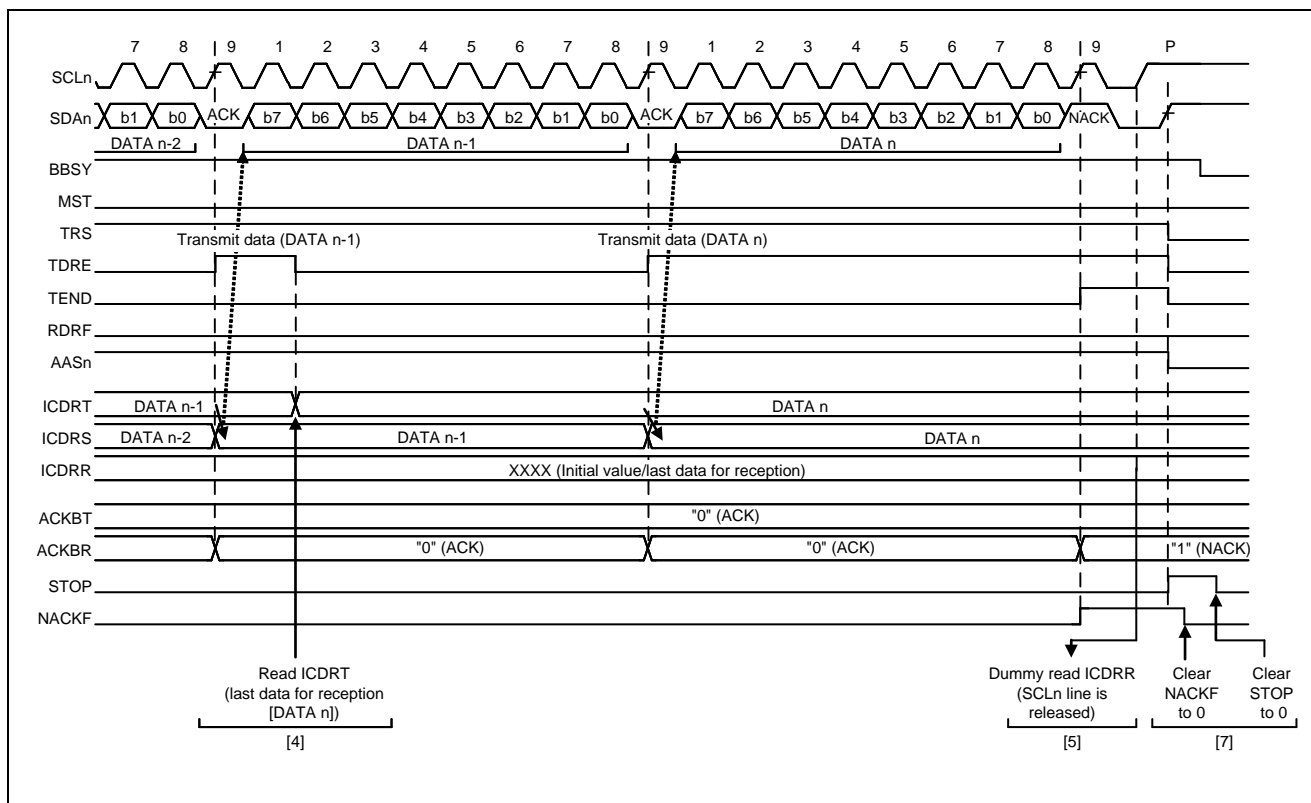 7 8 9 1 2 3 4 5 6 7 8 9 1 2 3 4 5 6 7 8 9 P
SCLn
SDAn b1 b0 ACK b7 b6 b5 b4 b3 b2 b1 b0 ACK b7 b6 b5 b4 b3 b2 b1 b0 NACK
DATA n-2 DATA n-1 DATA n
BBSY
MST
TRS
Transmit data (DATA n-1) Transmit data (DATA n)
TDRE
TEND
RDRF
AASn
ICDRT DATA n-1 DATA n
ICDRS DATA n-2 DATA n-1 DATA n
ICDRR XXXX (Initial value/last data for reception)
ACKBT "0" (ACK)
ACKBR "0" (ACK) "0" (ACK) "1" (NACK)
STOP
NACKF
Read ICDRT
(last data for reception
[DATA n])
[4]
Dummy read ICDRR
(SCLn line is
released)
[5]
Clear
NACKF
to 0
Clear
STOP
to 0
[7]